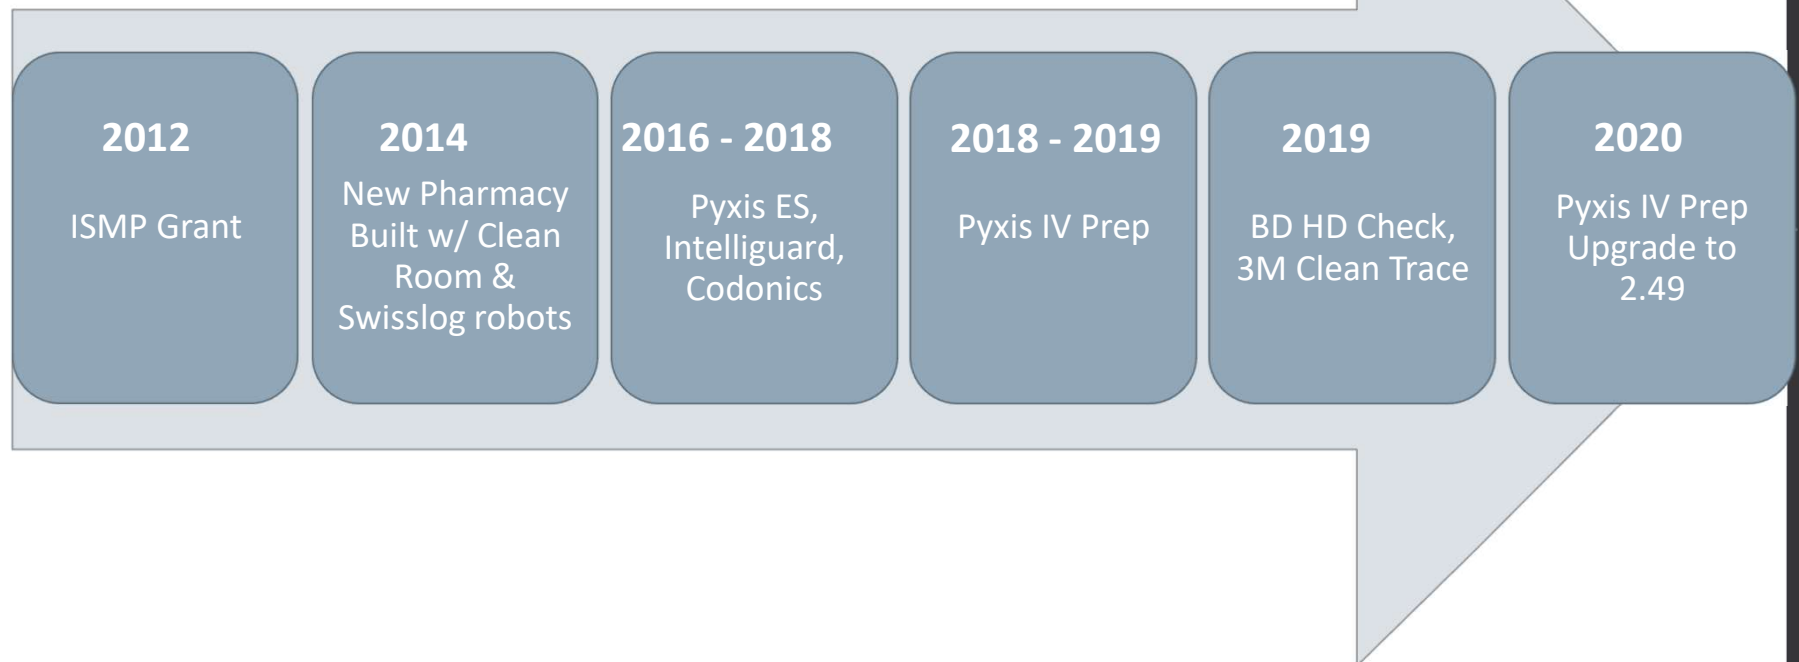 2012
ISMP Grant
2014
New Pharmacy
Built w/ Clean
Room &
Swisslog robots
2016 - 2018
Pyxis ES,
Intelliguard,
Codonics
2018 - 2019
Pyxis IV Prep
2019
BD HD Check,
3M Clean Trace
2020
Pyxis IV Prep
Upgrade to
2.49